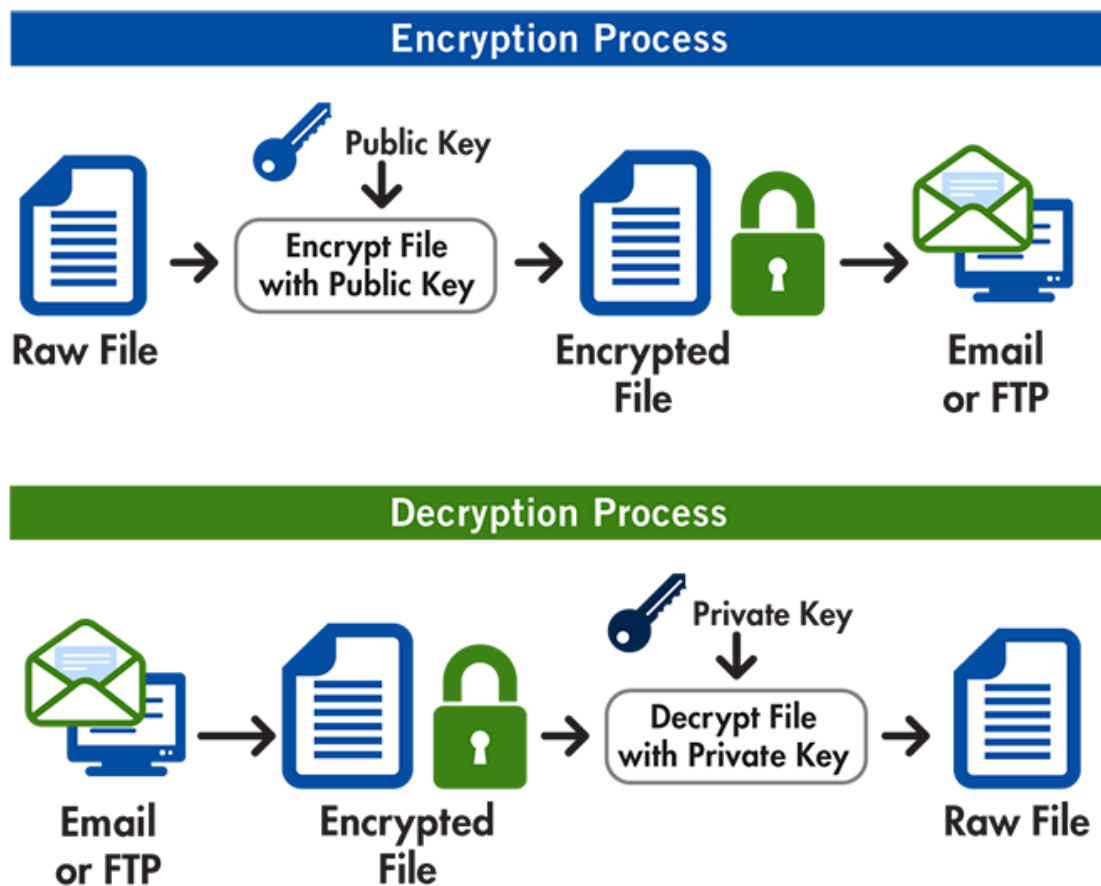 Encryption Process
Public Key
Encrypt File
with Public Key
Raw File
Encrypted
File
Email
or FTP
Decryption Process
Private Key
Decrypt File
with Private Key
Email
or FTP
Encrypted
File
Raw File